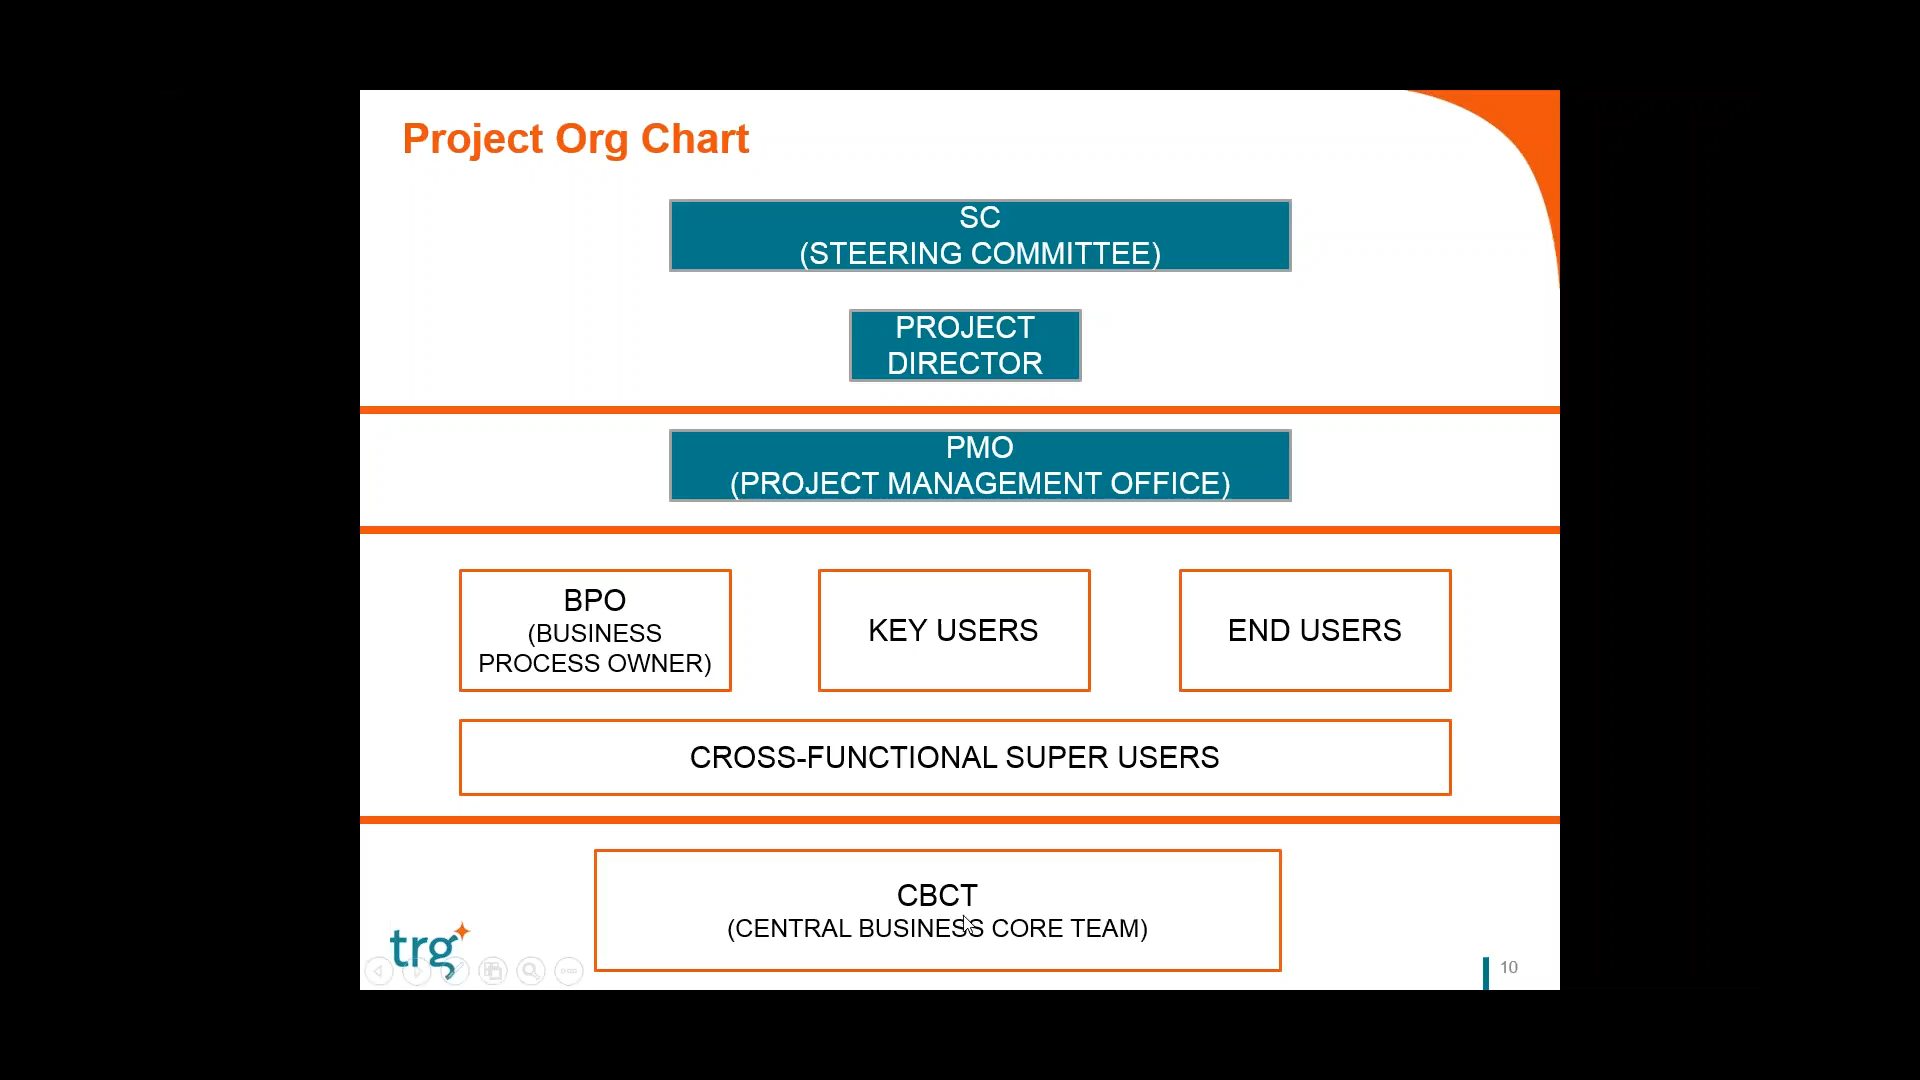 Project Org Chart
SC
(STEERING COMMITTEE)
PROJECT
DIRECTOR
PMO
(PROJECT MANAGEMENT OFFICE)
BPO
(BUSINESS
PROCESS OWNER)
KEY USERS
END USERS
CROSS-FUNCTIONAL SUPER USERS
CBCT
(CENTRAL BUSINESS CORE TEAM)
trg
10